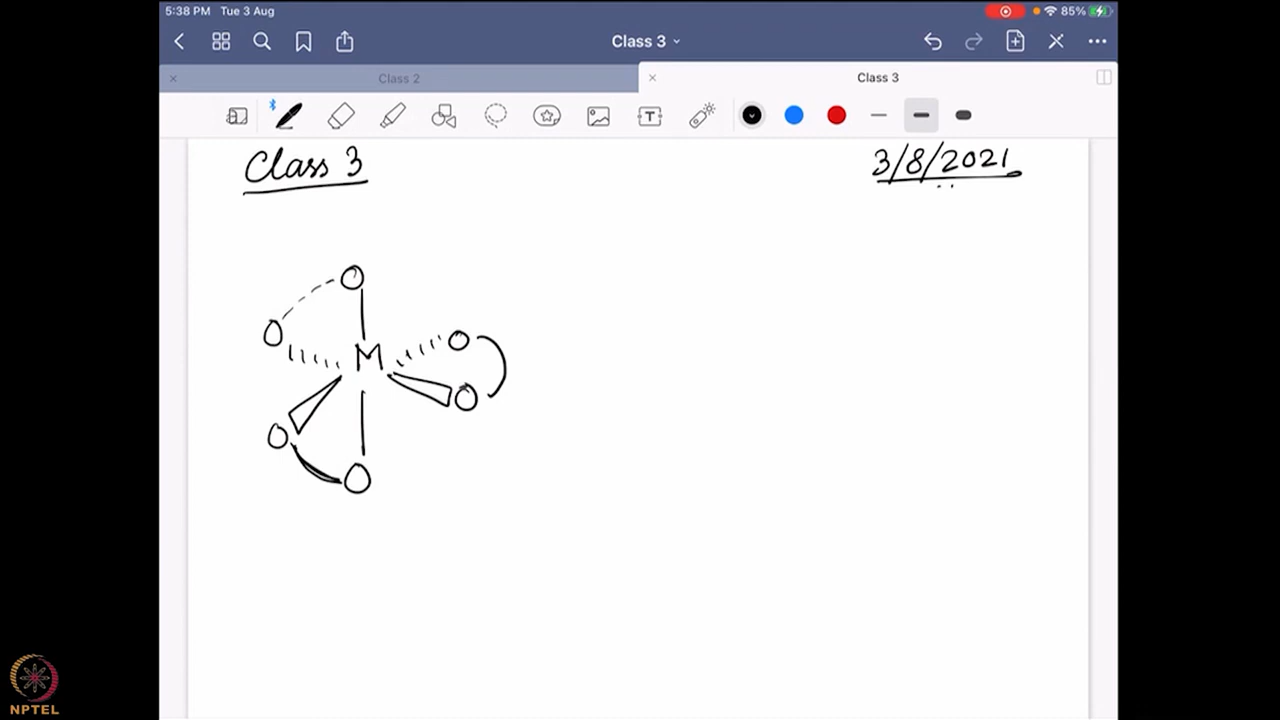 5:38 PM Tue 3 Aug 85%
Class 3
Class 2 Class 3
T
Class 3 3/8/2021
O
O O
M
O
O
O
NPTEL